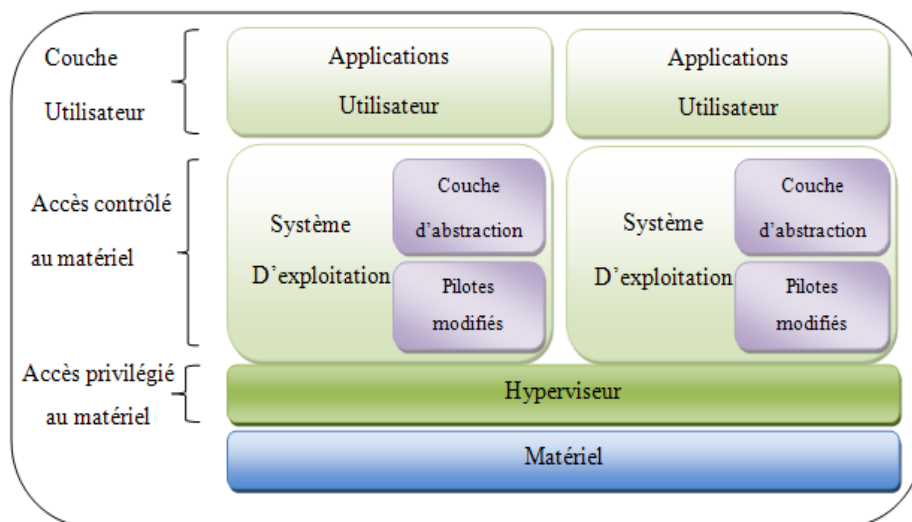 Couche
Utilisateur
Applications
Utilisateur
Applications
Utilisateur
Accès contrôlé
au matériel
Système
D'exploitation
Couche
d'abstraction
Pilotes
modifiés
Système
D'exploitation
Couche
d'abstraction
Pilotes
modifiés
Accès privilégié
au matériel
Hyperviseur
Matériel